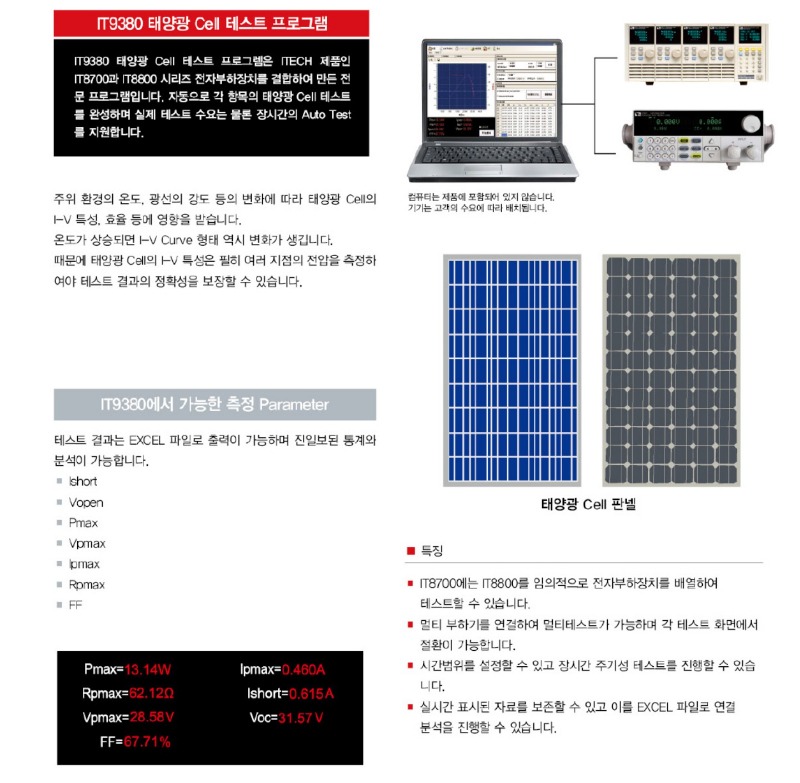 IT9380 태양광 Cell 테스트 프로그램
IT9380 태양광 Cell 테스트 프로그램은 ITECH 제품인
IT8700과 IT8800 시리즈 전자부하장치를 결합하여 만든 전
문 프로그램입니다. 자동으로 각 항목의 태양광 Cell 테스트
를 완성하며 실제 테스트 수요는 물론 장시간의 Auto Test
를 지원합니다.
주위 환경의 온도, 광선의 강도 등의 변화에 따라 태양광 Cell의
I-V 특성, 효율 등에 영향을 받습니다.
온도가 상승되면 I-V Curve 형태 역시 변화가 생깁니다.
때문에 태양광 Cell의 I-V 특성은 필히 여러 지점의 전압을 측정하
여야 테스트 결과의 정확성을 보장할 수 있습니다.
IT9380에서 가능한 측정 Parameter
테스트 결과는 EXCEL 파일로 출력이 가능하며 진일보된 통계와
분석이 가능합니다.
Ishort
Vopen
Pmax
Vpmax
Ipmax
Rpmax
FF
Pmax=13.14W Ipmax=0.460A
Rpmax=62.12Ω Ishort=0.615A
Vpmax=28.58V Voc=31.57V
FF=67.71%
컴퓨터는 제품에 포함되어 있지 않습니다.
기기는 고객의 수요에 따라 배치됩니다.
태양광 Cell 판넬
특징
IT8700에는 IT8800를 임의적으로 전자부하장치를 배열하여
테스트할 수 있습니다.
멀티 부하기를 연결하여 멀티테스트가 가능하며 각 테스트 화면에서
절환이 가능합니다.
시간범위를 설정할 수 있고 장시간 주기성 테스트를 진행할 수 있습
니다.
실시간 표시된 자료를 보존할 수 있고 이를 EXCEL 파일로 연결
분석을 진행할 수 있습니다.